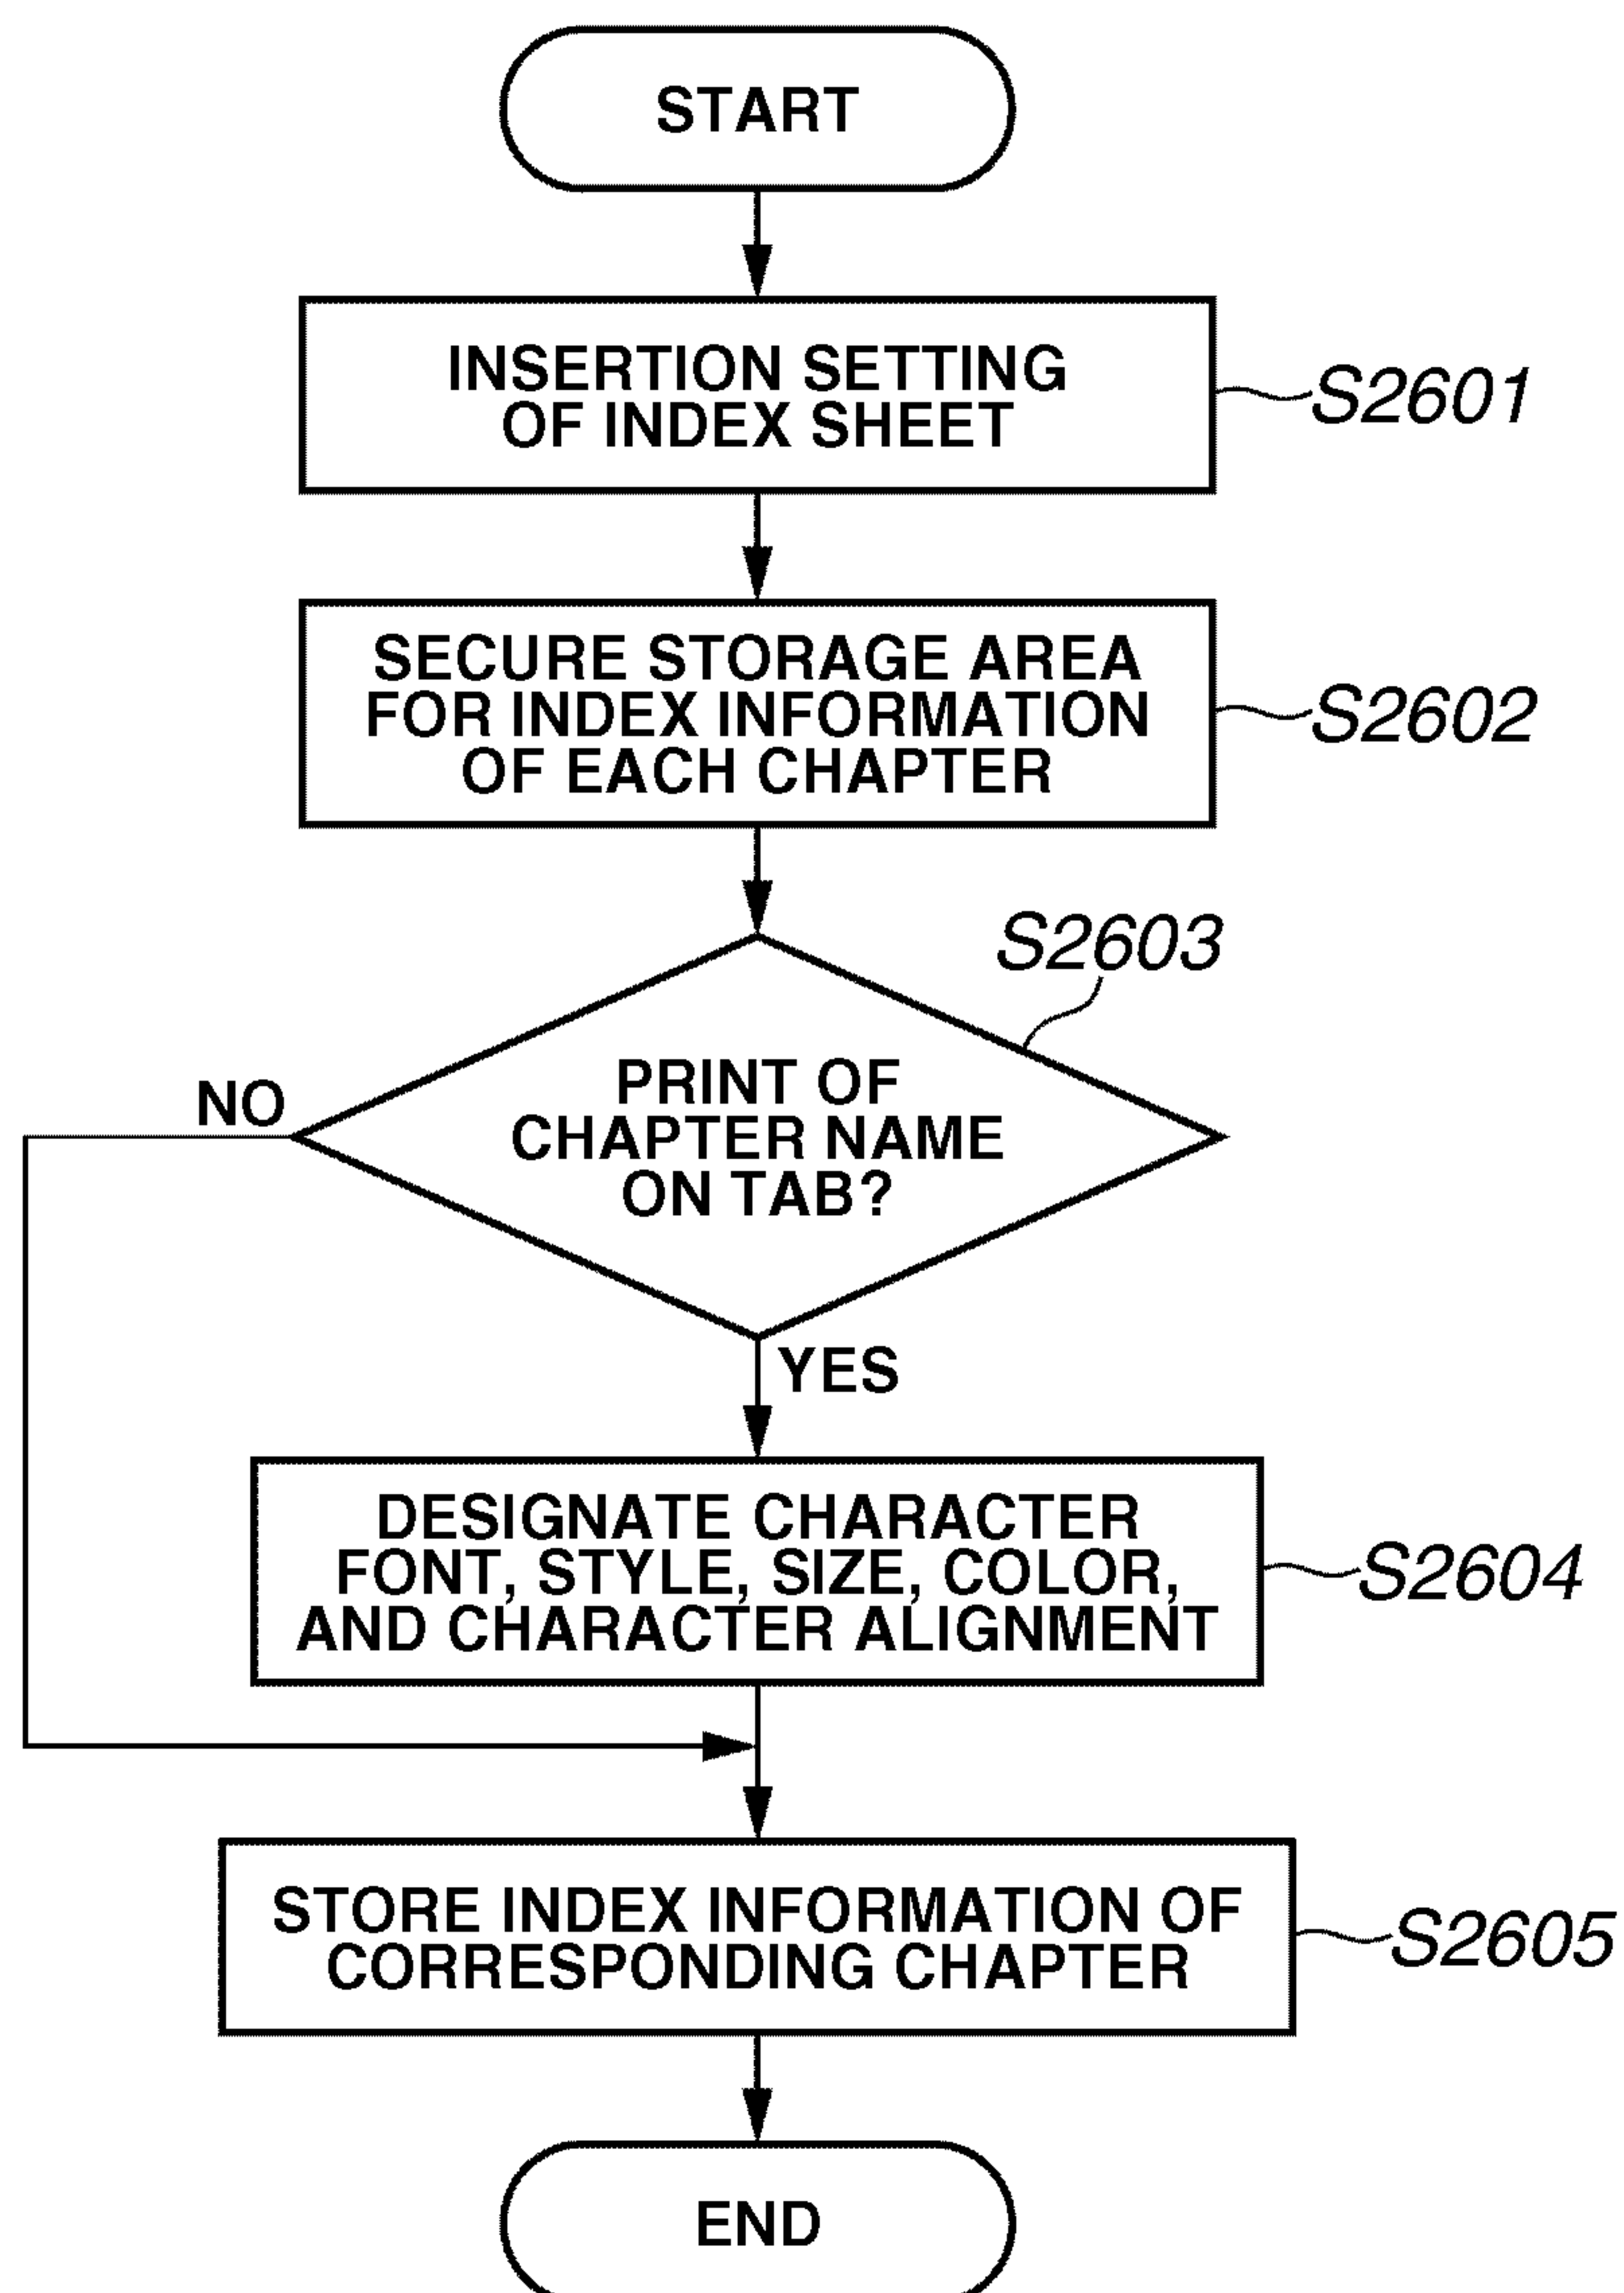 START
INSERTION SETTING
OF INDEX SHEET
S2601
SECURE STORAGE AREA
FOR INDEX INFORMATION
OF EACH CHAPTER
S2602
S2603
PRINT OF
CHAPTER NAME
ON TAB?
NO
YES
DESIGNATE CHARACTER
FONT, STYLE, SIZE, COLOR,
AND CHARACTER ALIGNMENT
S2604
STORE INDEX INFORMATION OF
CORRESPONDING CHAPTER
S2605
END